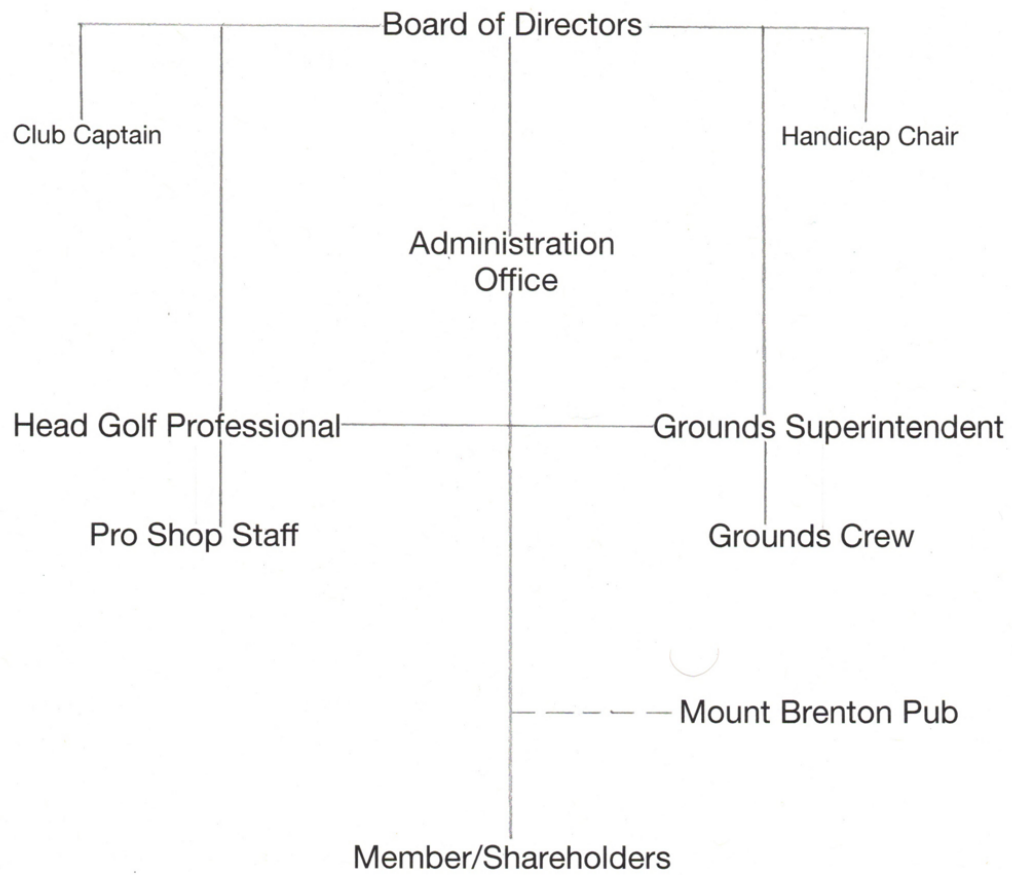 Board of Directors
Club Captain
Handicap Chair
Administration
Office
Head Golf Professional
Grounds Superintendent
Pro Shop Staff
Grounds Crew
Mount Brenton Pub
Member/Shareholders